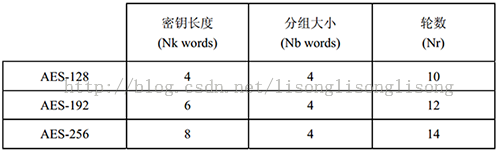 密钥长度 分组大小 轮数
(Nk words) (Nb words) (Nr)
AES-128 4 4 10
http://blog.csdn.net/lisonglisonglisong
AES-192 6 4 12
AES-256 8 4 14